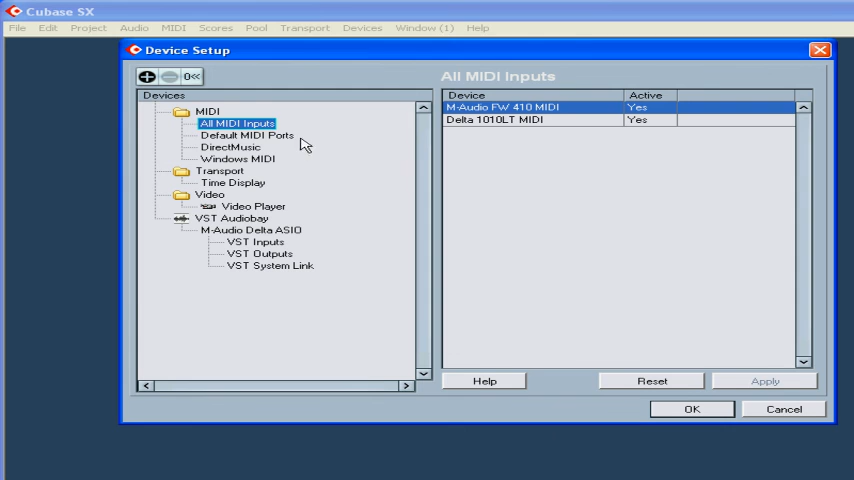 Cubase SX
File Edit Project Audio MIDI Scores Pool Transport Devices Window (1) Help
Device Setup
0<<
All MIDI Inputs
Devices
MIDI
All MIDI Inputs
Default MIDI Ports
DirectMusic
Windows MIDI
Transport
Time Display
Video
Video Player
VST Audiobay
M-Audio Delta ASIO
VST Inputs
VST Outputs
VST System Link
Device Active
M-Audio FW 410 MIDI Yes
Delta 1010LT MIDI Yes
Help Reset Apply
OK Cancel